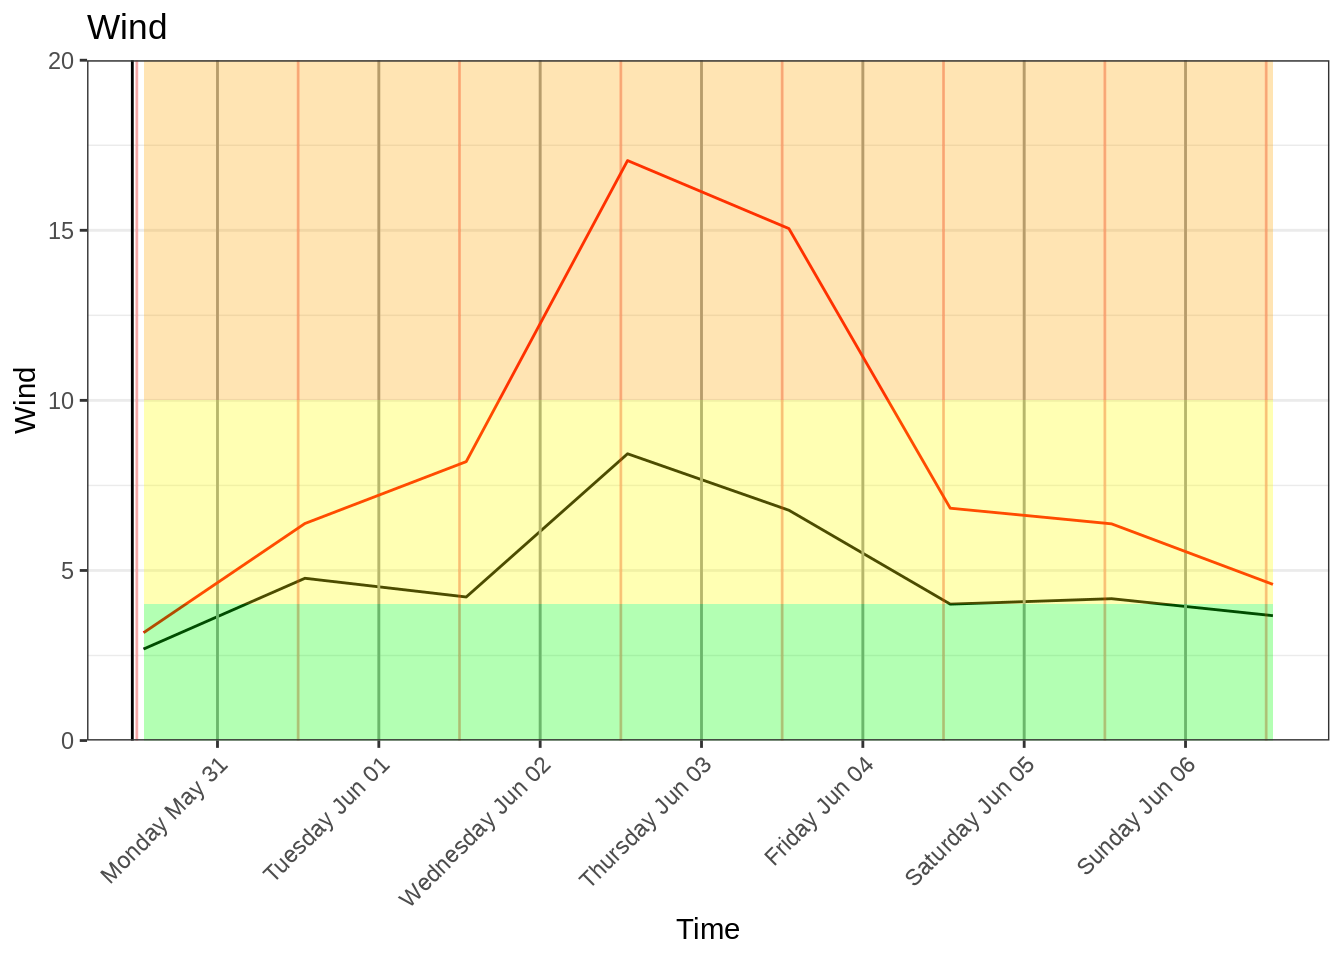 Wind
20
15
10
5
0
Wind
Monday May 31
Tuesday Jun 01
Wednesday Jun 02
Thursday Jun 03
Friday Jun 04
Saturday Jun 05
Sunday Jun 06
Time